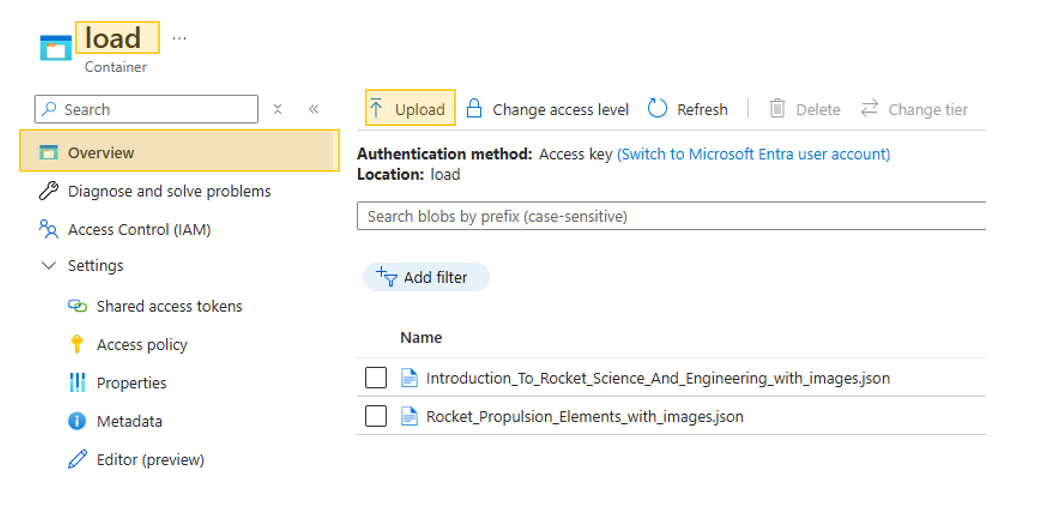 load ...
Container
Search
Overview
Diagnose and solve problems
Access Control (IAM)
Settings
Shared access tokens
Access policy
Properties
Metadata
Editor (preview)
Upload Change access level Refresh Delete Change tier
Authentication method: Access key (Switch to Microsoft Entra user account)
Location: load
Search blobs by prefix (case-sensitive)
Add filter
Name
Introduction_To_Rocket_Science_And_Engineering_with_images.json
Rocket_Propulsion_Elements_with_images.json